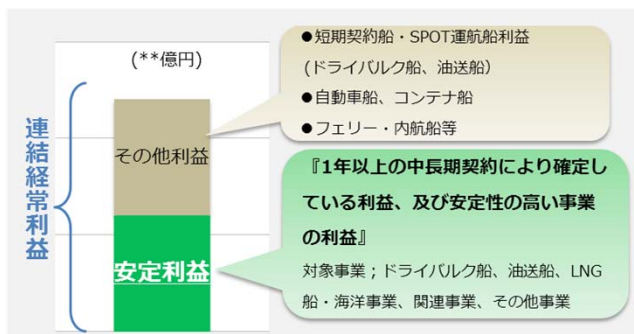 (**億円)
連結経常利益
その他利益
安定利益
●短期契約船・SPOT運航船利益
(ドライバルク船、油送船）
●自動車船、コンテナ船
●フェリー・内航船等
『1年以上の中長期契約により確定し
ている利益、及び安定性の高い事業
の利益』
対象事業；ドライバルク船、油送船、LNG
船・海洋事業、関連事業、その他事業